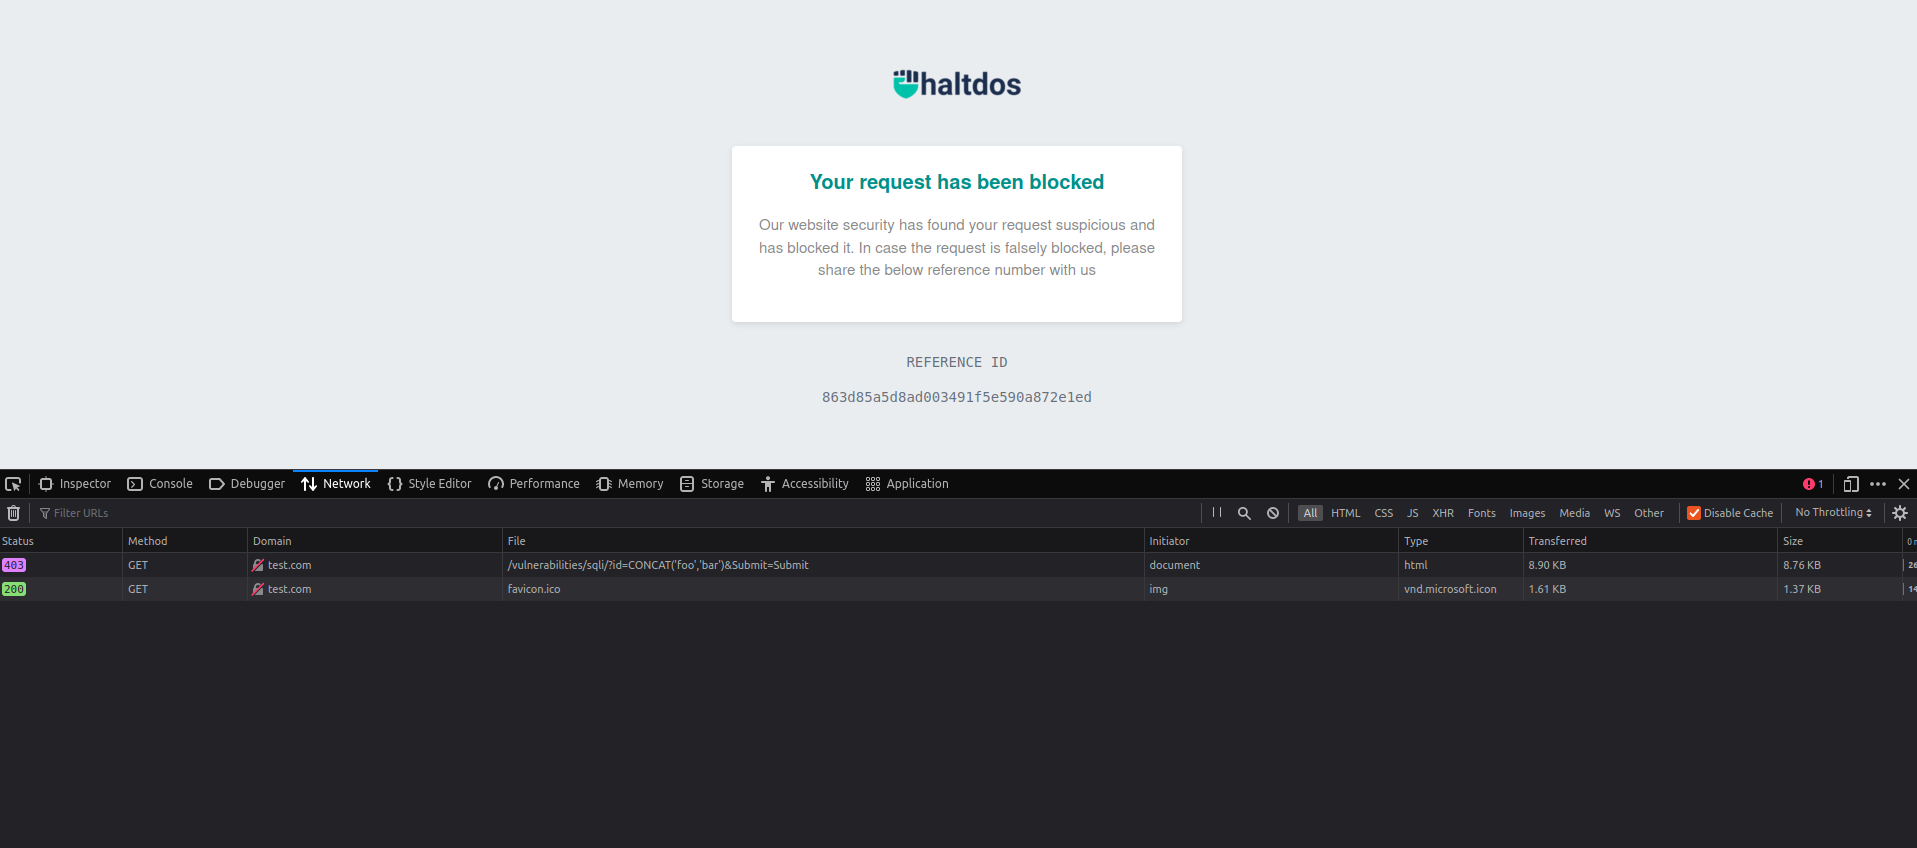 haltdos
Your request has been blocked
Our website security has found your request suspicious and
has blocked it. In case the request is falsely blocked, please
share the below reference number with us
REFERENCE ID
863d85a5d8ad003491f5e590a872e1ed
Inspector Console Debugger Network Style Editor Performance Memory Storage Accessibility Application 1
Filter URLs All HTML CSS JS XHR Fonts Images Media WS Other Disable Cache No Throttling
Status Method Domain File Initiator Type Transferred Size 0
403 GET test.com /vulnerabilities/sqli/?id=CONCAT('foo','bar')&Submit=Submit document html 8.90 KB 8.76 KB 26
200 GET test.com favicon.ico img vnd.microsoft.icon 1.61 KB 1.37 KB 14